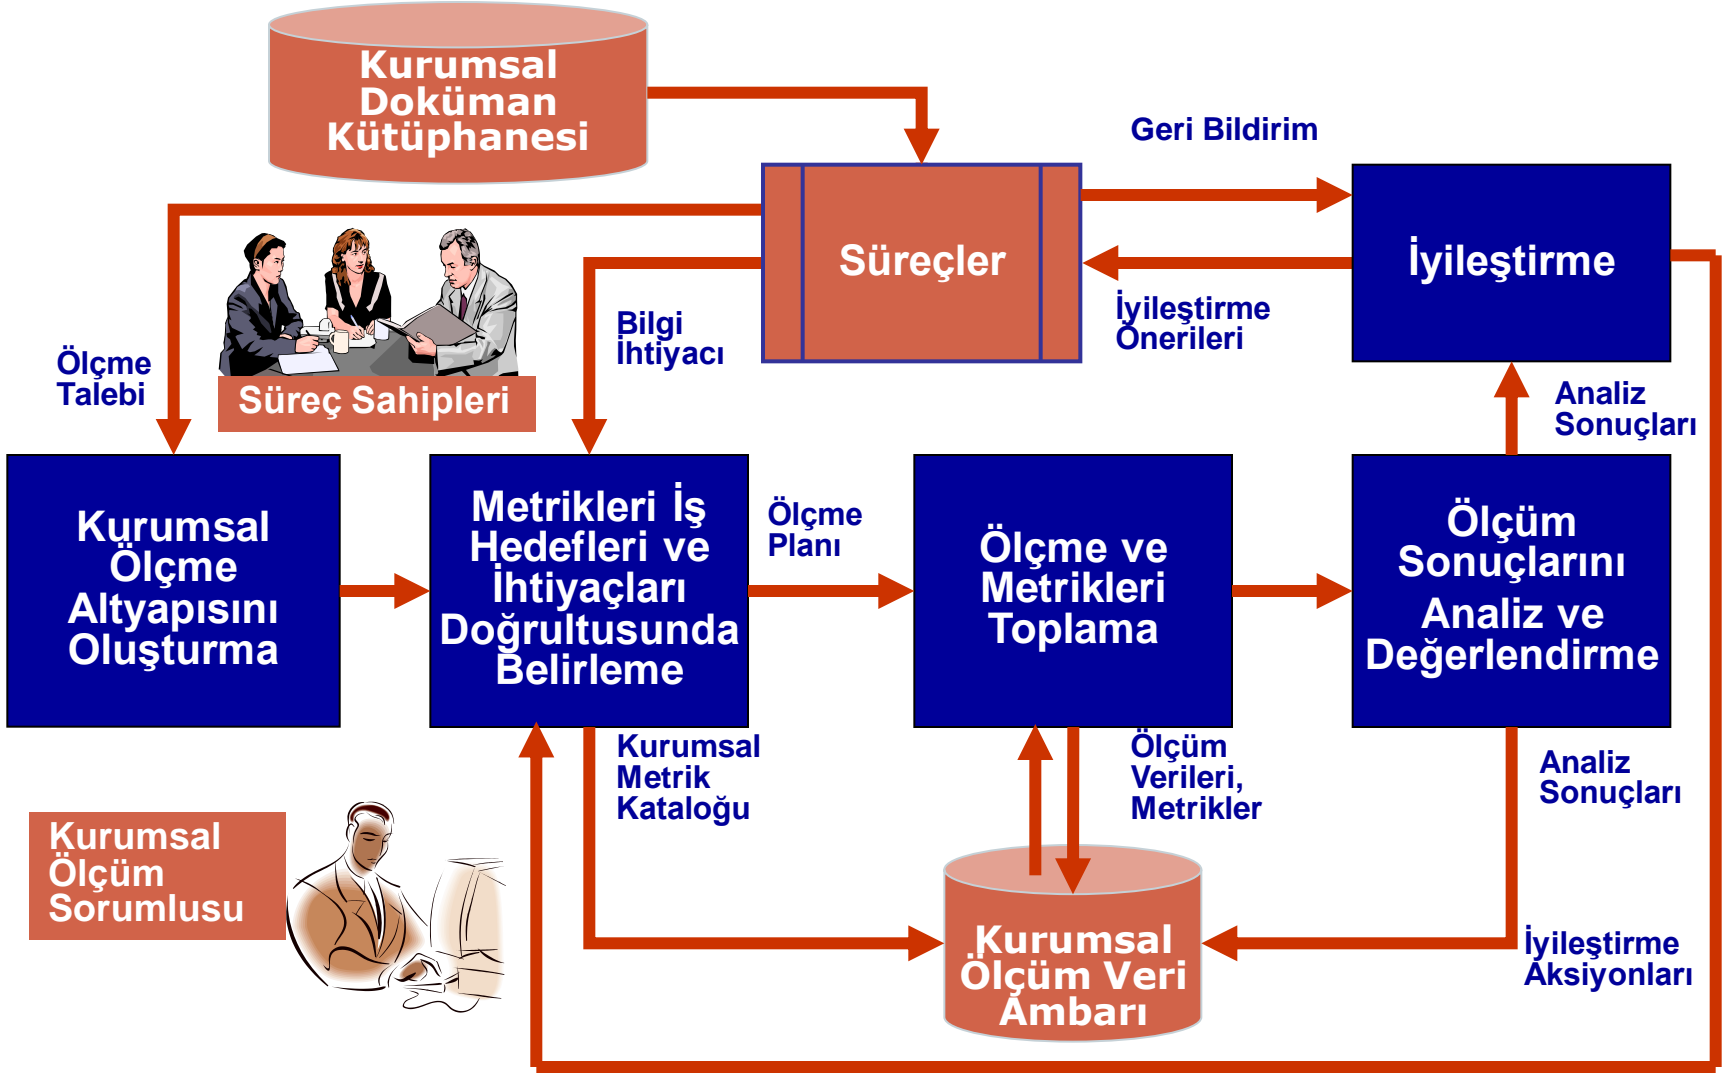 Kurumsal
Doküman
Kütüphanesi
Geri Bildirim
Süreçler
İyileştirme
İyileştirme
Önerileri
Bilgi
İhtiyacı
Ölçme
Talebi
Süreç Sahipleri
Analiz
Sonuçları
Kurumsal
Ölçme
Altyapısını
Oluşturma
Metrikleri İş
Hedefleri ve
İhtiyaçları
Doğrultusunda
Belirleme
Ölçme
Planı
Ölçme ve
Metrikleri
Toplama
Ölçüm
Sonuçlarını
Analiz ve
Değerlendirme
Kurumsal
Metrik
Kataloğu
Ölçüm
Verileri,
Metrikler
Analiz
Sonuçları
Kurumsal
Ölçüm
Sorumlusu
Kurumsal
Ölçüm Veri
Ambarı
İyileştirme
Aksiyonları